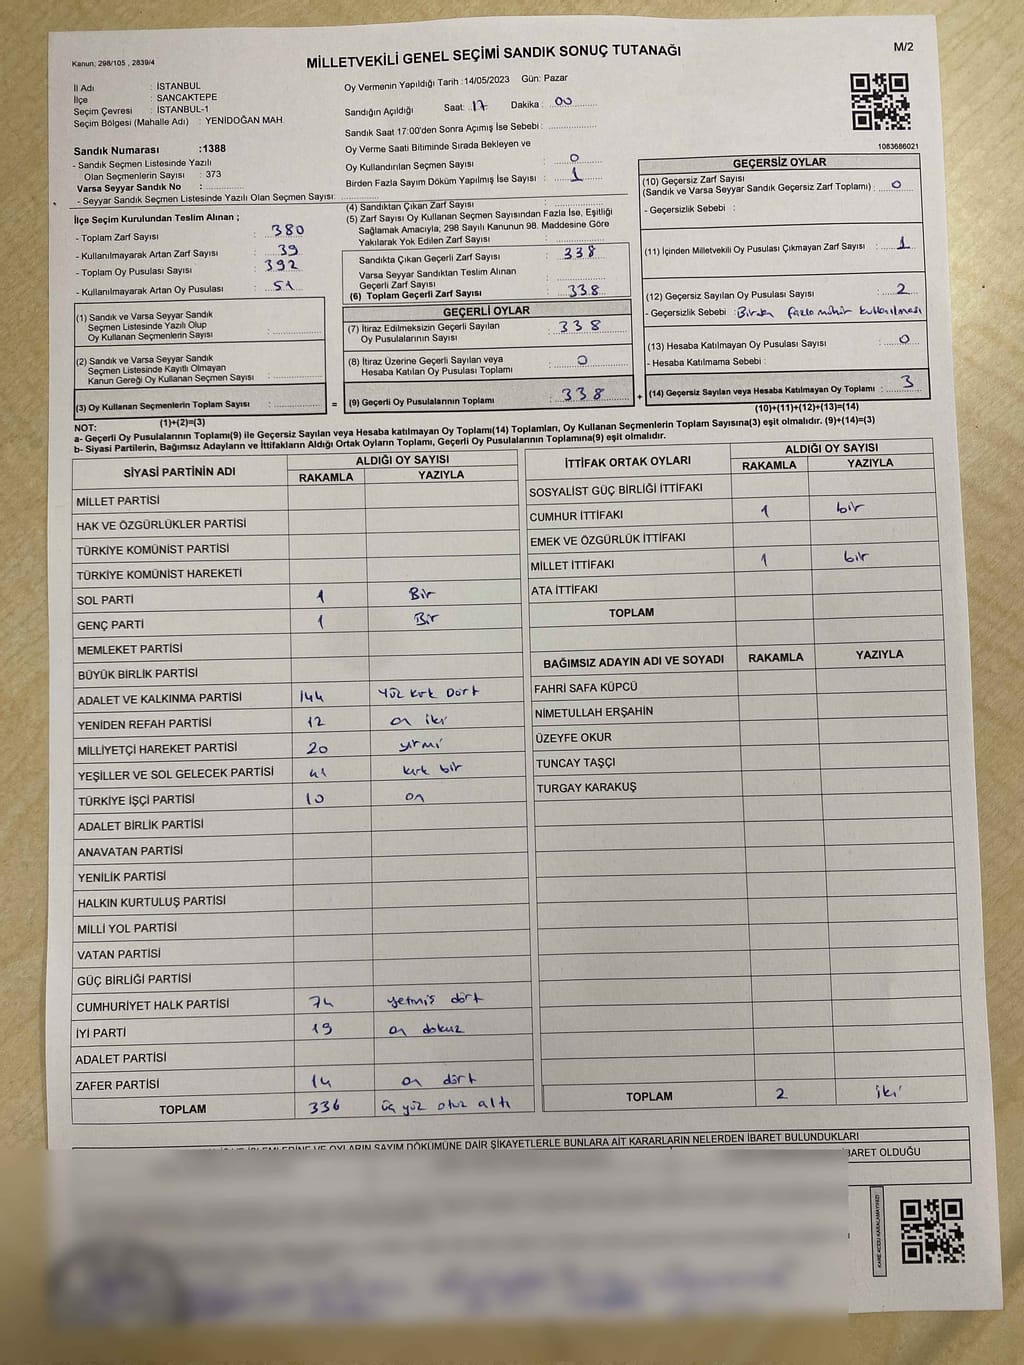 Kanun: 298/105 , 2839/4
MİLLETVEKİLİ GENEL SEÇİMİ SANDIK SONUÇ TUTANAĞI
M/2
İl Adı : İSTANBUL
İlçe : SANCAKTEPE
Seçim Çevresi : İSTANBUL-1
Seçim Bölgesi (Mahalle Adı) : YENİDOĞAN MAH.
Oy Vermenin Yapıldığı Tarih :14/05/2023 Gün: Pazar
Sandığın Açıldığı Saat: 17 Dakika : 00
Sandık Saat 17:00'den Sonra Açımış İse Sebebi :
Oy Verme Saati Bitiminde Sırada Bekleyen ve
Oy Kullandırılan Seçmen Sayısı : 0
Birden Fazla Sayım Döküm Yapılmış İse Sayısı : 1
1083686021
Sandık Numarası :1388
- Sandık Seçmen Listesinde Yazılı
Olan Seçmenlerin Sayısı : 373
Varsa Seyyar Sandık No :
- Seyyar Sandık Seçmen Listesinde Yazılı Olan Seçmen Sayısı:
İlçe Seçim Kurulundan Teslim Alınan ;
- Toplam Zarf Sayısı : 380
- Kullanılmayarak Artan Zarf Sayısı : 39
- Toplam Oy Pusulası Sayısı : 392
- Kullanılmayarak Artan Oy Pusulası : 51
(1) Sandık ve Varsa Seyyar Sandık
Seçmen Listesinde Yazılı Olup
Oy Kullanan Seçmenlerin Sayısı :
(2) Sandık ve Varsa Seyyar Sandık
Seçmen Listesinde Kayıtlı Olmayan
Kanun Gereği Oy Kullanan Seçmen Sayısı :
(3) Oy Kullanan Seçmenlerin Toplam Sayısı :
(1)+(2)=(3)
(4) Sandıktan Çıkan Zarf Sayısı :
(5) Zarf Sayısı Oy Kullanan Seçmen Sayısından Fazla İse, Eşitliği
Sağlamak Amacıyla, 298 Sayılı Kanunun 98. Maddesine Göre
Yakılarak Yok Edilen Zarf Sayısı :
Sandıkta Çıkan Geçerli Zarf Sayısı : 338
Varsa Seyyar Sandıktan Teslim Alınan
Geçerli Zarf Sayısı :
(6) Toplam Geçerli Zarf Sayısı : 338
GEÇERLİ OYLAR
(7) İtiraz Edilmeksizin Geçerli Sayılan
Oy Pusulalarının Sayısı : 338
(8) İtiraz Üzerine Geçerli Sayılan veya
Hesaba Katılan Oy Pusulası Toplamı : 0
= (9) Geçerli Oy Pusulalarının Toplamı : 338 +
GEÇERSİZ OYLAR
(10) Geçersiz Zarf Sayısı
(Sandık ve Varsa Seyyar Sandık Geçersiz Zarf Toplamı) : 0
- Geçersizlik Sebebi :
(11) İçinden Milletvekili Oy Pusulası Çıkmayan Zarf Sayısı : 1
(12) Geçersiz Sayılan Oy Pusulası Sayısı : 2
- Geçersizlik Sebebi : Birden fazla mühür kullanılması
(13) Hesaba Katılmayan Oy Pusulası Sayısı : 0
- Hesaba Katılmama Sebebi :
(14) Geçersiz Sayılan veya Hesaba Katılmayan Oy Toplamı : 3
(10)+(11)+(12)+(13)=(14)
NOT:
a- Geçerli Oy Pusulalarının Toplamı(9) ile Geçersiz Sayılan veya Hesaba katılmayan Oy Toplamı(14) Toplamları, Oy Kullanan Seçmenlerin Toplam Sayısına(3) eşit olmalıdır. (9)+(14)=(3)
b- Siyasi Partilerin, Bağımsız Adayların ve İttifakların Aldığı Ortak Oyların Toplamı, Geçerli Oy Pusulalarının Toplamına(9) eşit olmalıdır.
SİYASİ PARTİNİN ADI ALDIĞI OY SAYISI
RAKAMLA YAZIYLA
MİLLET PARTİSİ
HAK VE ÖZGÜRLÜKLER PARTİSİ
TÜRKİYE KOMÜNİST PARTİSİ
TÜRKİYE KOMÜNİST HAREKETİ
SOL PARTİ 1 Bir
GENÇ PARTİ 1 Bir
MEMLEKET PARTİSİ
BÜYÜK BİRLİK PARTİSİ
ADALET VE KALKINMA PARTİSİ 144 Yüz kırk Dört
YENİDEN REFAH PARTİSİ 12 on iki
MİLLİYETÇİ HAREKET PARTİSİ 20 yirmi
YEŞİLLER VE SOL GELECEK PARTİSİ 41 kırk bir
TÜRKİYE İŞÇİ PARTİSİ 10 on
ADALET BİRLİK PARTİSİ
ANAVATAN PARTİSİ
YENİLİK PARTİSİ
HALKIN KURTULUŞ PARTİSİ
MİLLİ YOL PARTİSİ
VATAN PARTİSİ
GÜÇ BİRLİĞİ PARTİSİ
CUMHURİYET HALK PARTİSİ 74 yetmiş dört
İYİ PARTİ 19 on dokuz
ADALET PARTİSİ
ZAFER PARTİSİ 14 on dört
TOPLAM 336 üç yüz otuz altı
İTTİFAK ORTAK OYLARI ALDIĞI OY SAYISI
RAKAMLA YAZIYLA
SOSYALİST GÜÇ BİRLİĞİ İTTİFAKI
CUMHUR İTTİFAKI 1 bir
EMEK VE ÖZGÜRLÜK İTTİFAKI
MİLLET İTTİFAKI 1 bir
ATA İTTİFAKI
TOPLAM
BAĞIMSIZ ADAYIN ADI VE SOYADI RAKAMLA YAZIYLA
FAHRİ SAFA KÜPCÜ
NİMETULLAH ERŞAHİN
ÜZEYFE OKUR
TUNCAY TAŞÇI
TURGAY KARAKUŞ
TOPLAM 2 iki
VE OYLARIN SAYIM DÖKÜMÜNE DAİR ŞİKAYETLERLE BUNLARA AİT KARARLARIN NELERDEN İBARET BULUNDUKLARI
İBARET OLDUĞU
KARE KODU KARALAMAYINIZ!